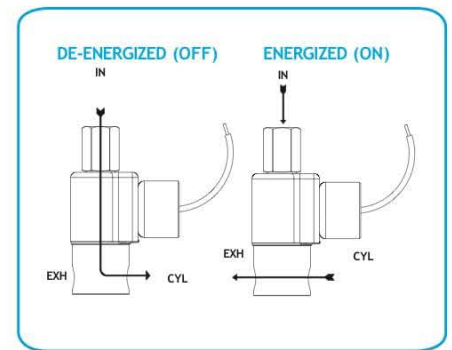 DE-ENERGIZED (OFF)
IN
EXH
CYL
ENERGIZED (ON)
IN
EXH
CYL